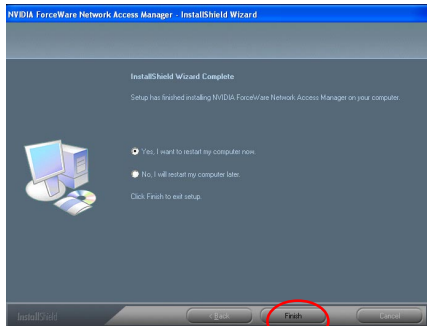 NVIDIA ForceWare Network Access Manager - InstallShield Wizard
InstallShield Wizard Complete
Setup has finished installing NVIDIA ForceWare Network Access Manager on your computer.
Yes, I want to restart my computer now.
No, I will restart my computer later.
Click Finish to exit setup.
InstallShield
< Back
Finish
Cancel